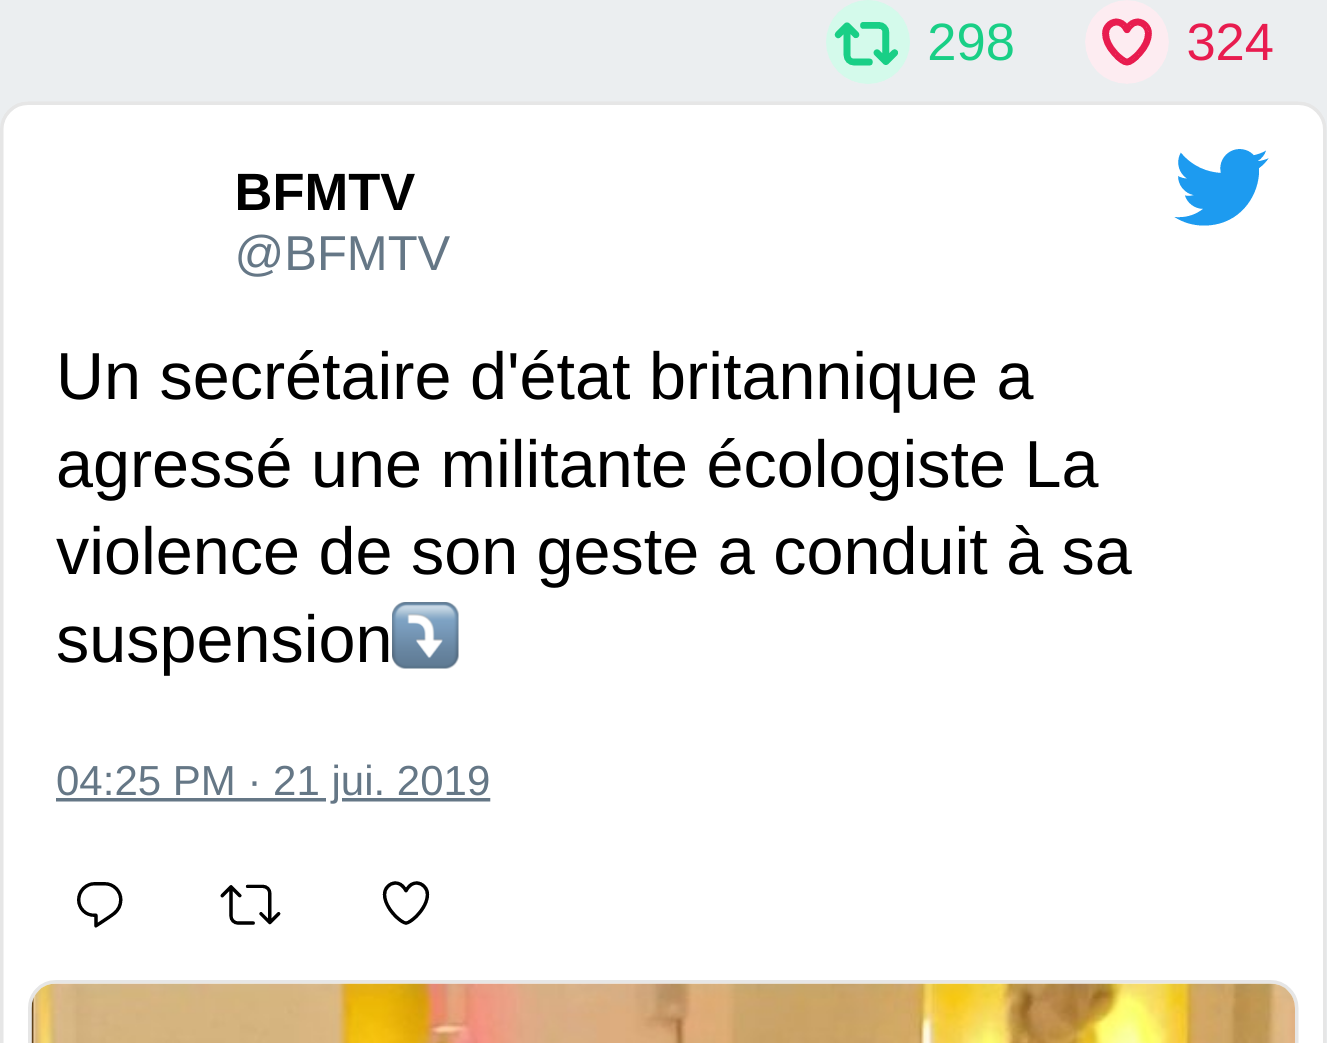 298 324
BFMTV
@BFMTV
Un secrétaire d'état britannique a
agressé une militante écologiste La
violence de son geste a conduit à sa
suspension⤵️
04:25 PM · 21 jui. 2019